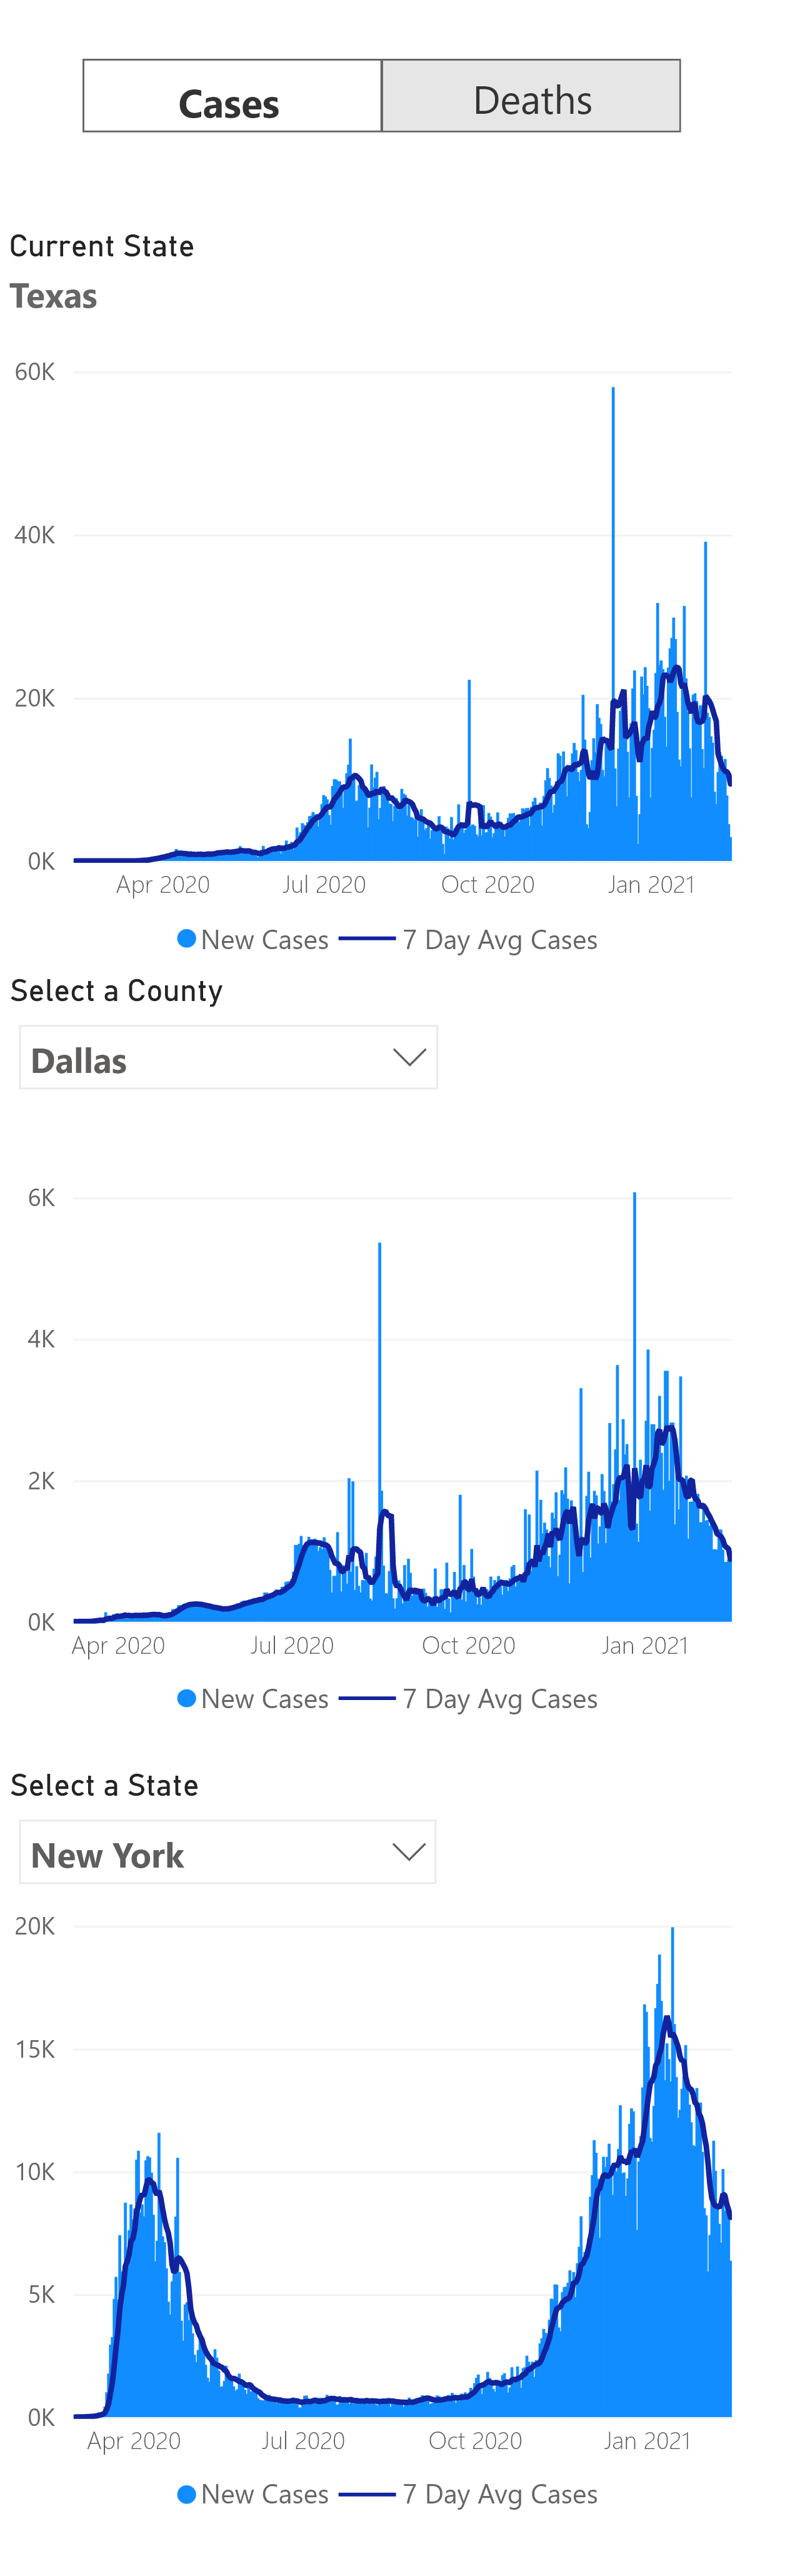 Cases Deaths
Current State
Texas
60K
40K
20K
0K
Apr 2020 Jul 2020 Oct 2020 Jan 2021
New Cases 7 Day Avg Cases
Select a County
Dallas
6K
4K
2K
0K
Apr 2020 Jul 2020 Oct 2020 Jan 2021
New Cases 7 Day Avg Cases
Select a State
New York
20K
15K
10K
5K
0K
Apr 2020 Jul 2020 Oct 2020 Jan 2021
New Cases 7 Day Avg Cases